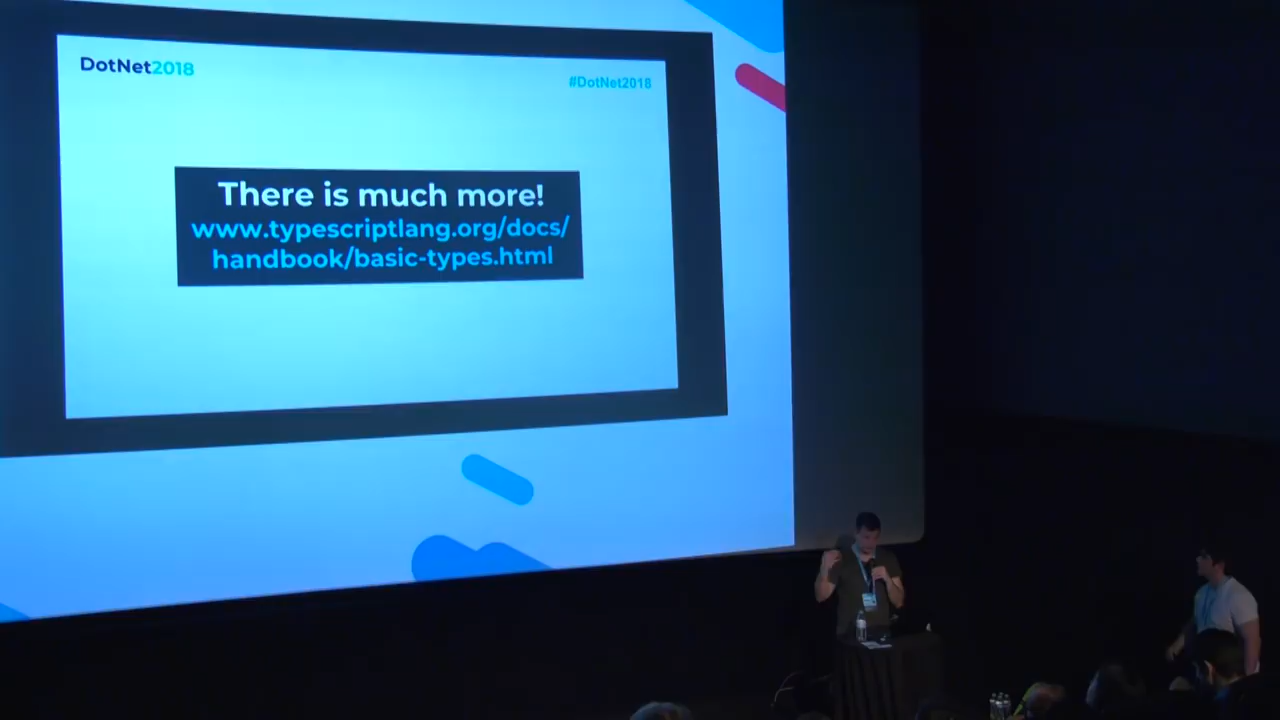 DotNet2018
#DotNet2018
There is much more!
www.typescriptlang.org/docs/
handbook/basic-types.html